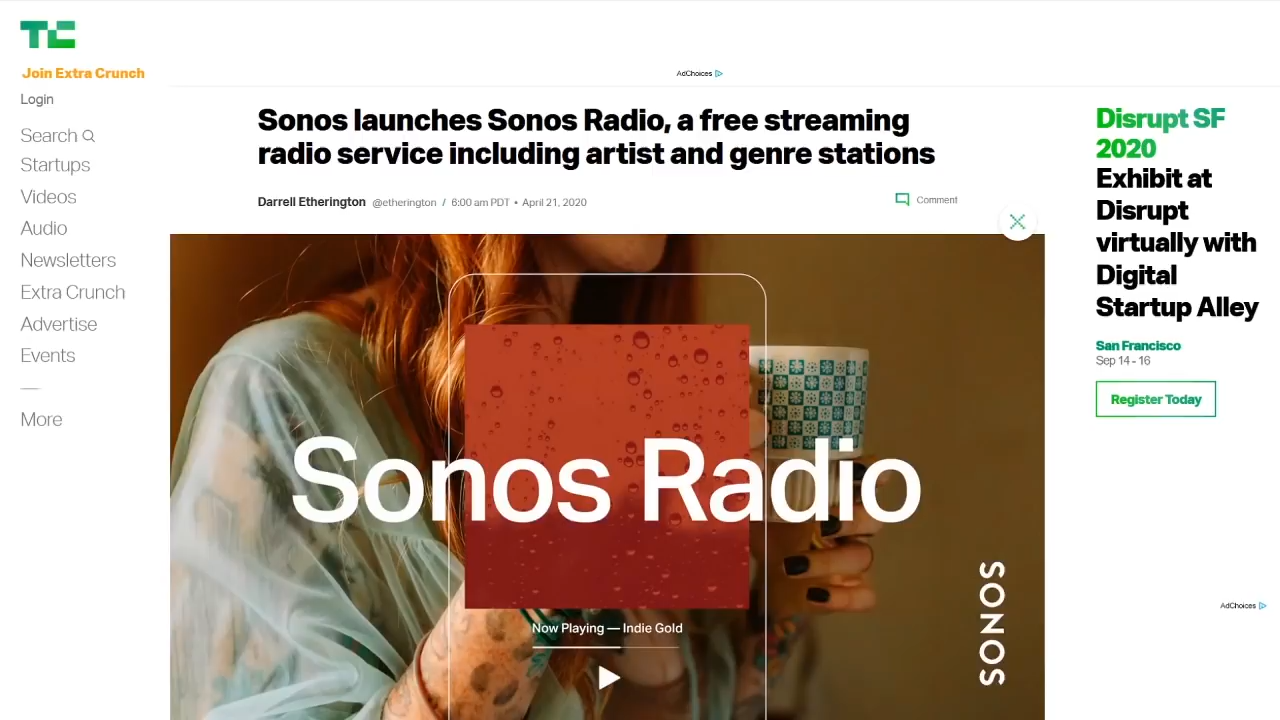 TC
Join Extra Crunch
Login
Search
Startups
Videos
Audio
Newsletters
Extra Crunch
Advertise
Events
More
AdChoices
Sonos launches Sonos Radio, a free streaming
radio service including artist and genre stations
Darrell Etherington @etherington / 6:00 am PDT • April 21, 2020
Comment
Sonos Radio
Now Playing — Indie Gold
SONOS
Disrupt SF
2020
Exhibit at
Disrupt
virtually with
Digital
Startup Alley
San Francisco
Sep 14 - 16
Register Today
AdChoices